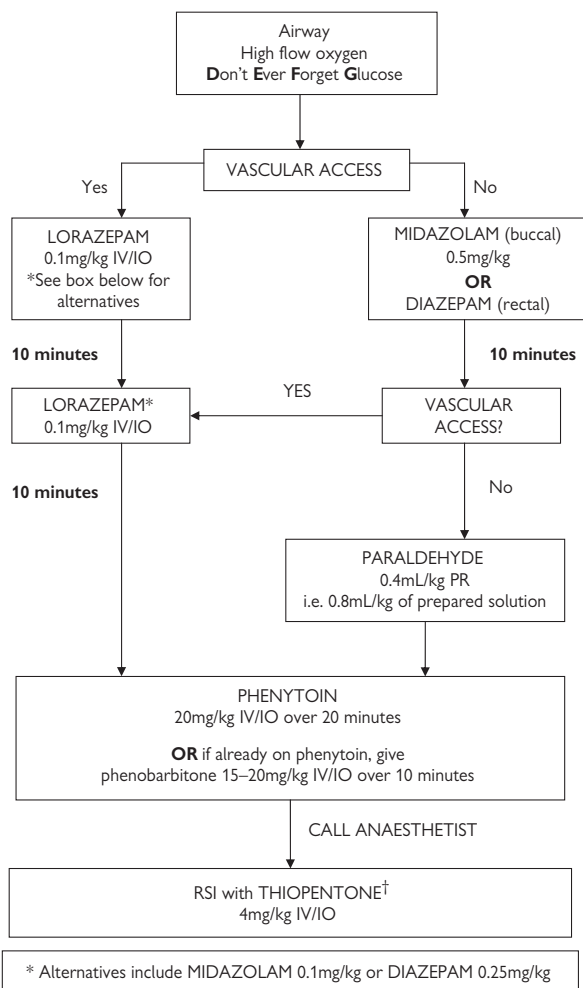 Airway
High flow oxygen
Don't Ever Forget Glucose
VASCULAR ACCESS
Yes
No
LORAZEPAM
0.1mg/kg IV/IO
*See box below for
alternatives
MIDAZOLAM (buccal)
0.5mg/kg
OR
DIAZEPAM (rectal)
10 minutes
10 minutes
LORAZEPAM*
0.1mg/kg IV/IO
YES
VASCULAR
ACCESS?
10 minutes
No
PARALDEHYDE
0.4mL/kg PR
i.e. 0.8mL/kg of prepared solution
PHENYTOIN
20mg/kg IV/IO over 20 minutes
OR if already on phenytoin, give
phenobarbitone 15–20mg/kg IV/IO over 10 minutes
CALL ANAESTHETIST
RSI with THIOPENTONE†
4mg/kg IV/IO
* Alternatives include MIDAZOLAM 0.1mg/kg or DIAZEPAM 0.25mg/kg